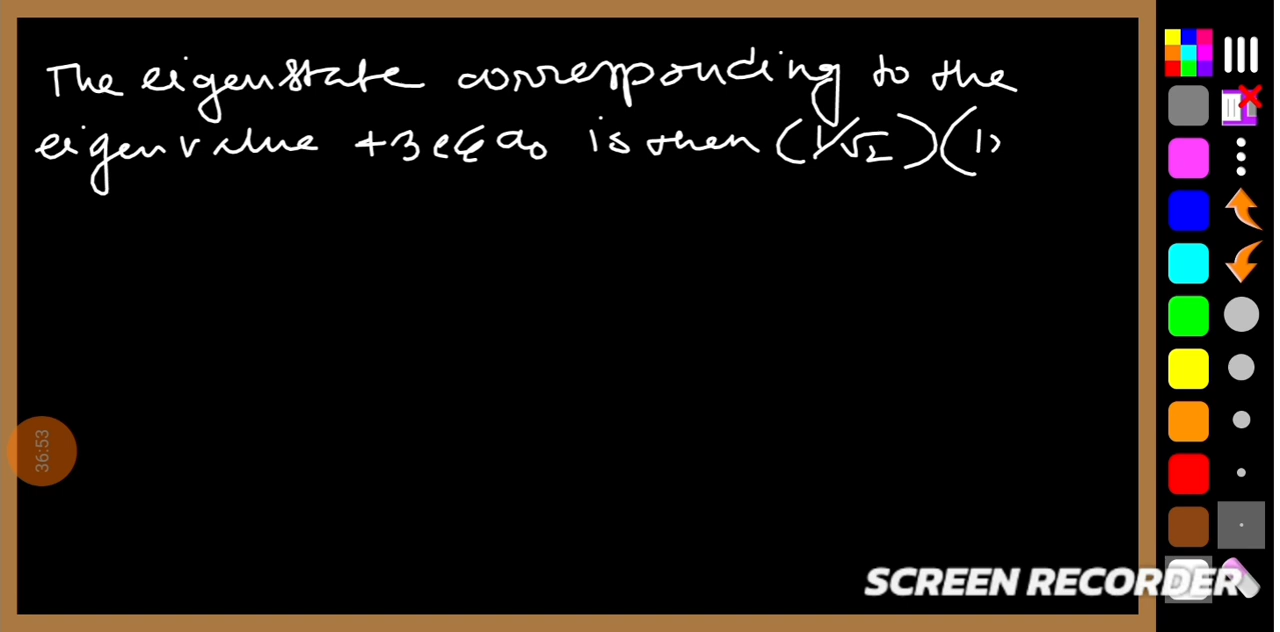 The eigenstate corresponding to the
eigenvalue +3eϵa₀ is then (1/√2)(1,
36:53
SCREEN RECORDER